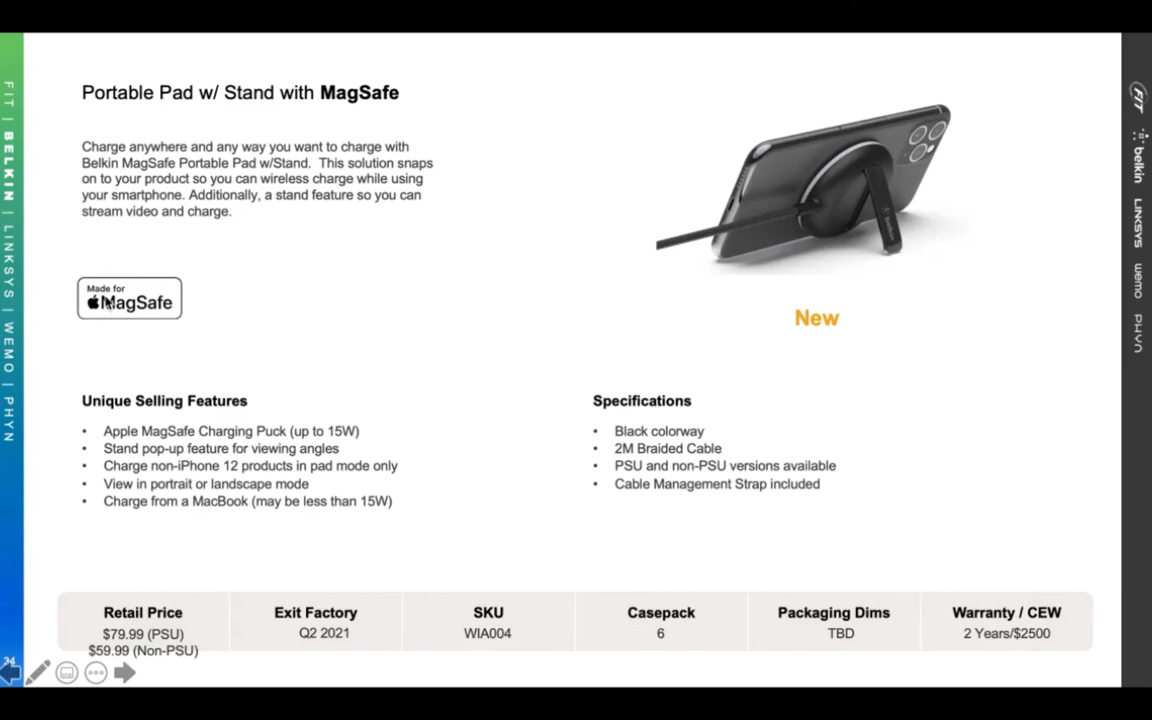 Portable Pad w/ Stand with MagSafe
Charge anywhere and any way you want to charge with
Belkin MagSafe Portable Pad w/Stand. This solution snaps
on to your product so you can wireless charge while using
your smartphone. Additionally, a stand feature so you can
stream video and charge.
Made for
MagSafe
belkin
New
Unique Selling Features
• Apple MagSafe Charging Puck (up to 15W)
• Stand pop-up feature for viewing angles
• Charge non-iPhone 12 products in pad mode only
• View in portrait or landscape mode
• Charge from a MacBook (may be less than 15W)
Specifications
• Black colorway
• 2M Braided Cable
• PSU and non-PSU versions available
• Cable Management Strap included
Retail Price
$79.99 (PSU)
$59.99 (Non-PSU)
Exit Factory
Q2 2021
SKU
WIA004
Casepack
6
Packaging Dims
TBD
Warranty / CEW
2 Years/$2500
FIT | BELKIN | LINKSYS | WEMO | PHYN
FIT
belkin
LINKSYS
wemo
PHYN
34